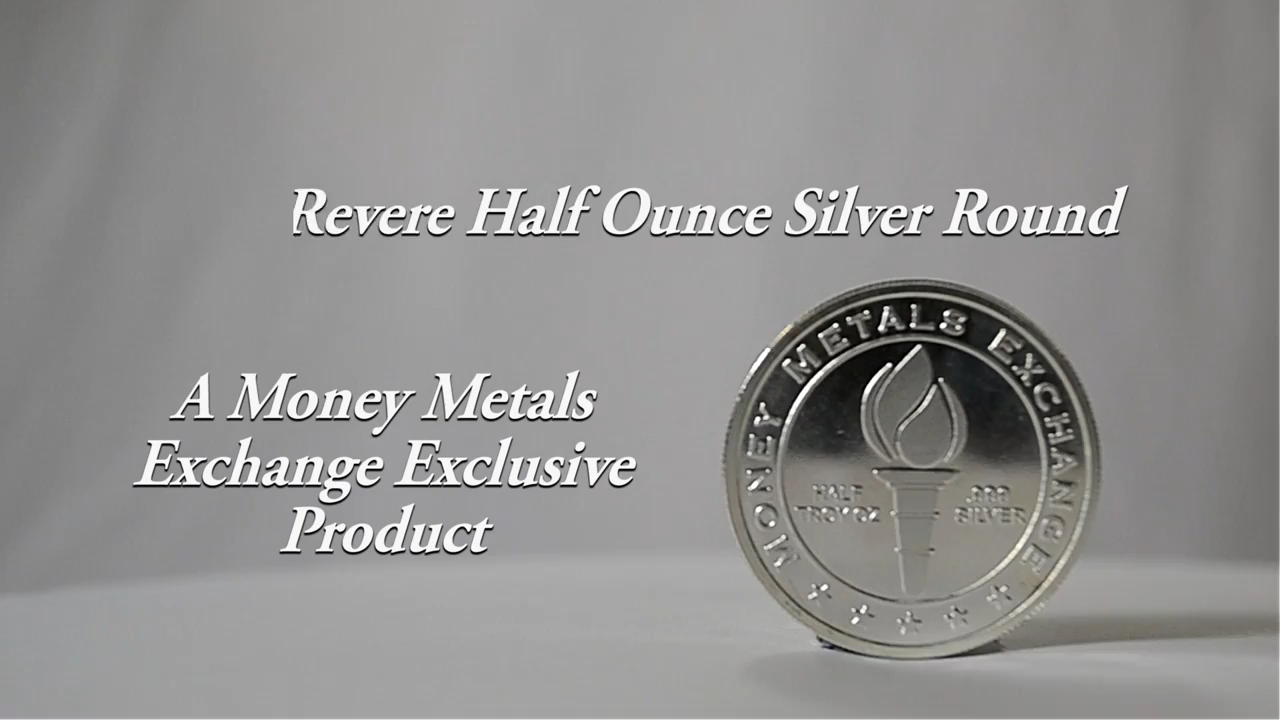 Revere Half Ounce Silver Round
A Money Metals
Exchange Exclusive
Product
MONEY METALS EXCHANGE
HALF
TROY OZ
.999
SILVER